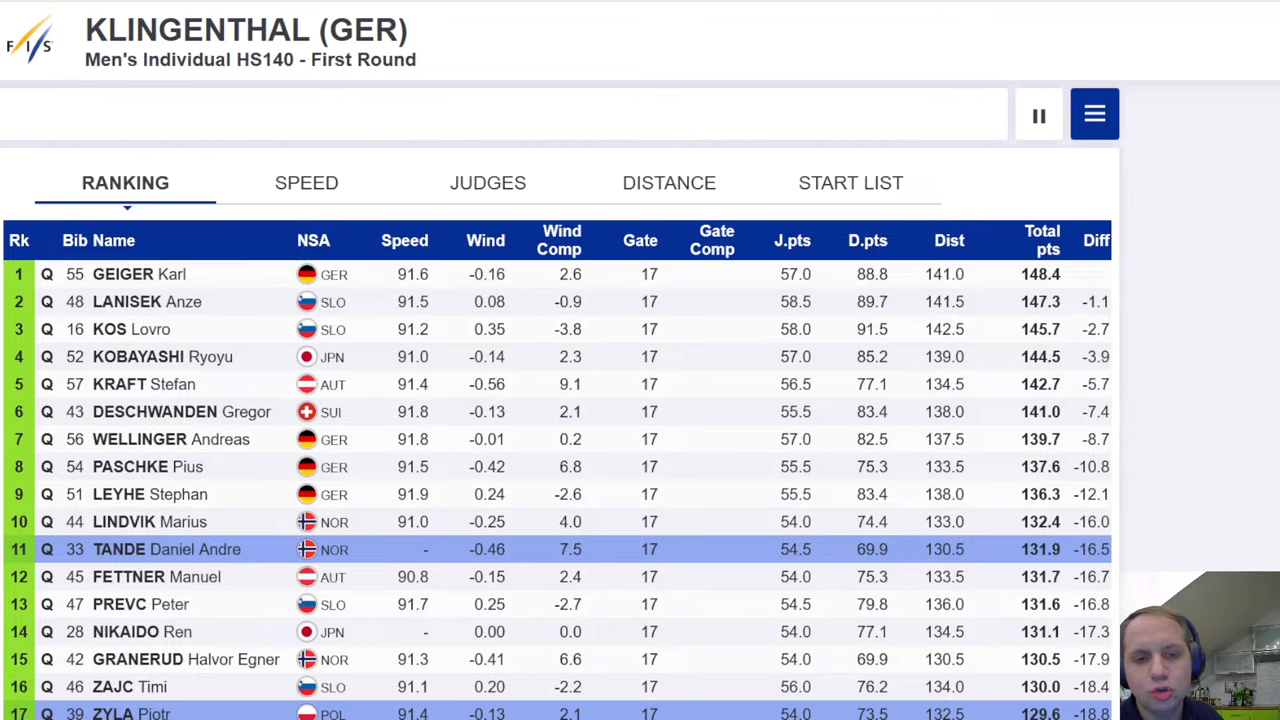 FIS
KLINGENTHAL (GER)
Men's Individual HS140 - First Round
RANKING SPEED JUDGES DISTANCE START LIST
Rk Bib Name NSA Speed Wind Wind Comp Gate Gate Comp J.pts D.pts Dist Total pts Diff
1 Q 55 GEIGER Karl GER 91.6 -0.16 2.6 17 57.0 88.8 141.0 148.4
2 Q 48 LANISEK Anze SLO 91.5 0.08 -0.9 17 58.5 89.7 141.5 147.3 -1.1
3 Q 16 KOS Lovro SLO 91.2 0.35 -3.8 17 58.0 91.5 142.5 145.7 -2.7
4 Q 52 KOBAYASHI Ryoyu JPN 91.0 -0.14 2.3 17 57.0 85.2 139.0 144.5 -3.9
5 Q 57 KRAFT Stefan AUT 91.4 -0.56 9.1 17 56.5 77.1 134.5 142.7 -5.7
6 Q 43 DESCHWANDEN Gregor SUI 91.8 -0.13 2.1 17 55.5 83.4 138.0 141.0 -7.4
7 Q 56 WELLINGER Andreas GER 91.8 -0.01 0.2 17 57.0 82.5 137.5 139.7 -8.7
8 Q 54 PASCHKE Pius GER 91.5 -0.42 6.8 17 55.5 75.3 133.5 137.6 -10.8
9 Q 51 LEYHE Stephan GER 91.9 0.24 -2.6 17 55.5 83.4 138.0 136.3 -12.1
10 Q 44 LINDVIK Marius NOR 91.0 -0.25 4.0 17 54.0 74.4 133.0 132.4 -16.0
11 Q 33 TANDE Daniel Andre NOR - -0.46 7.5 17 54.5 69.9 130.5 131.9 -16.5
12 Q 45 FETTNER Manuel AUT 90.8 -0.15 2.4 17 54.0 75.3 133.5 131.7 -16.7
13 Q 47 PREVC Peter SLO 91.7 0.25 -2.7 17 54.5 79.8 136.0 131.6 -16.8
14 Q 28 NIKAIDO Ren JPN - 0.00 0.0 17 54.0 77.1 134.5 131.1 -17.3
15 Q 42 GRANERUD Halvor Egner NOR 91.3 -0.41 6.6 17 54.0 69.9 130.5 130.5 -17.9
16 Q 46 ZAJC Timi SLO 91.1 0.20 -2.2 17 56.0 76.2 134.0 130.0 -18.4
17 Q 39 ZYLA Piotr POL 91.4 -0.13 2.1 17 54.0 73.5 132.5 129.6 -18.8